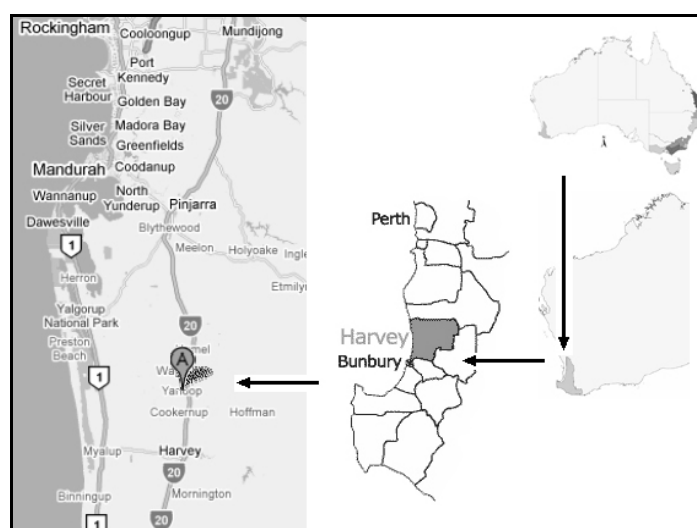 Rockingham
Cooloongup
Mundijong
Port
Kennedy
Secret
Harbour
Golden Bay
20
Silver
Sands
Madora Bay
Greenfields
Mandurah
Coodanup
Wannanup
North
Yunderup
Pinjarra
Dawesville
Blythewood
1
Meelon
Holyoake
Ingle
Herron
Etmilyn
Yalgorup
National Park
20
Preston
Beach
A
1
Yarloop
Cookernup
Hoffman
Myalup
Harvey
20
Mornington
Binningup
1
20
Perth
Harvey
Bunbury